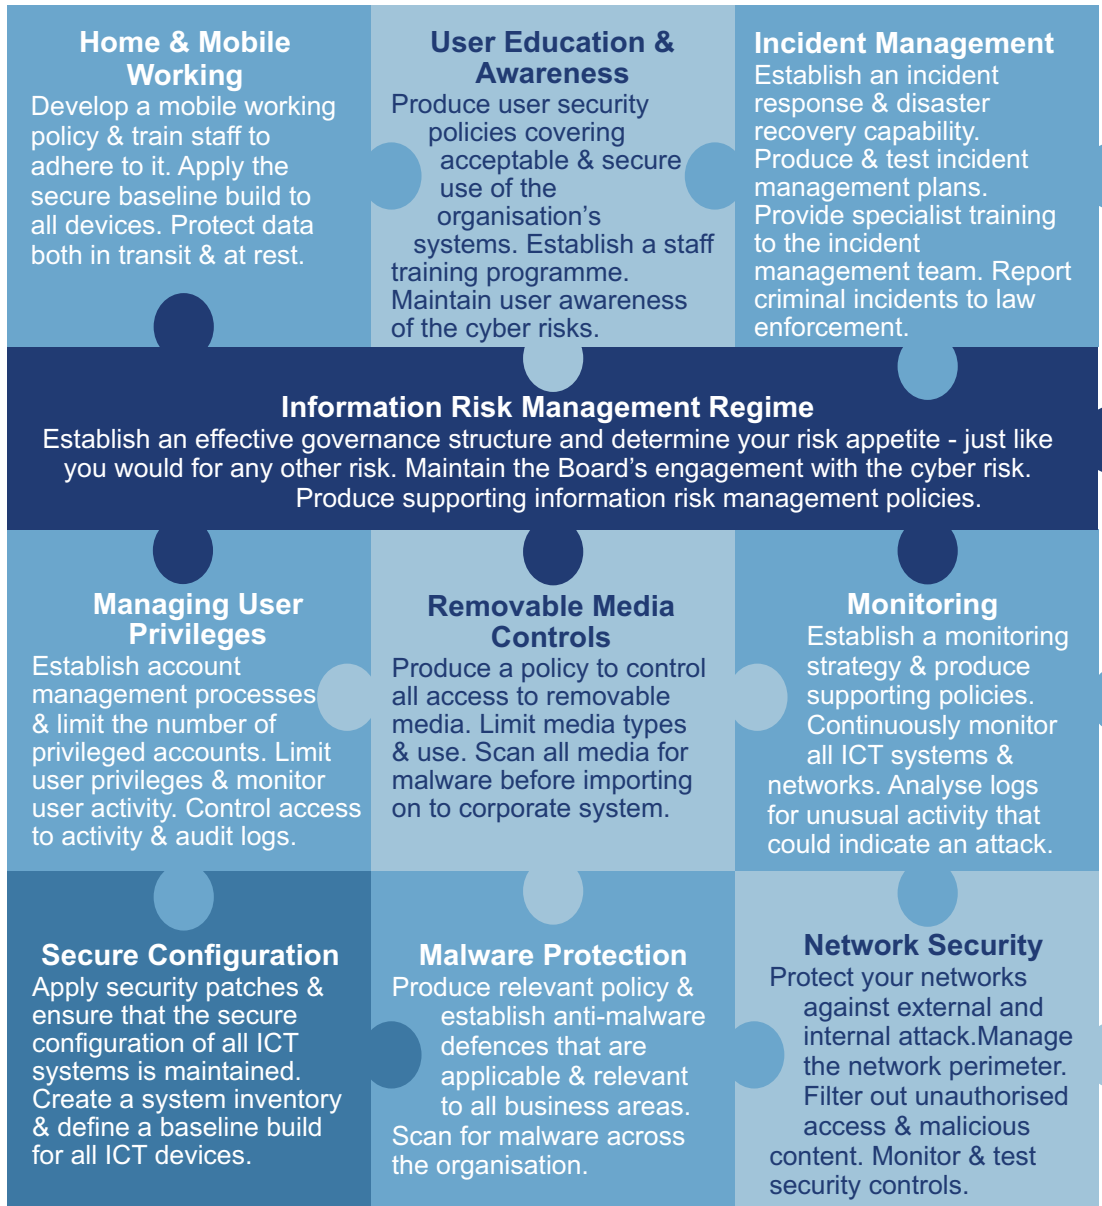 Home & Mobile
Working
Develop a mobile working
policy & train staff to
adhere to it. Apply the
secure baseline build to
all devices. Protect data
both in transit & at rest.
User Education &
Awareness
Produce user security
policies covering
acceptable & secure
use of the
organisation’s
systems. Establish a staff
training programme.
Maintain user awareness
of the cyber risks.
Incident Management
Establish an incident
response & disaster
recovery capability.
Produce & test incident
management plans.
Provide specialist training
to the incident
management team. Report
criminal incidents to law
enforcement.
Information Risk Management Regime
Establish an effective governance structure and determine your risk appetite - just like
you would for any other risk. Maintain the Board’s engagement with the cyber risk.
Produce supporting information risk management policies.
Managing User
Privileges
Establish account
management processes
& limit the number of
privileged accounts. Limit
user privileges & monitor
user activity. Control access
to activity & audit logs.
Removable Media
Controls
Produce a policy to control
all access to removable
media. Limit media types
& use. Scan all media for
malware before importing
on to corporate system.
Monitoring
Establish a monitoring
strategy & produce
supporting policies.
Continuously monitor
all ICT systems &
networks. Analyse logs
for unusual activity that
could indicate an attack.
Secure Configuration
Apply security patches &
ensure that the secure
configuration of all ICT
systems is maintained.
Create a system inventory
& define a baseline build
for all ICT devices.
Malware Protection
Produce relevant policy &
establish anti-malware
defences that are
applicable & relevant
to all business areas.
Scan for malware across
the organisation.
Network Security
Protect your networks
against external and
internal attack.Manage
the network perimeter.
Filter out unauthorised
access & malicious
content. Monitor & test
security controls.